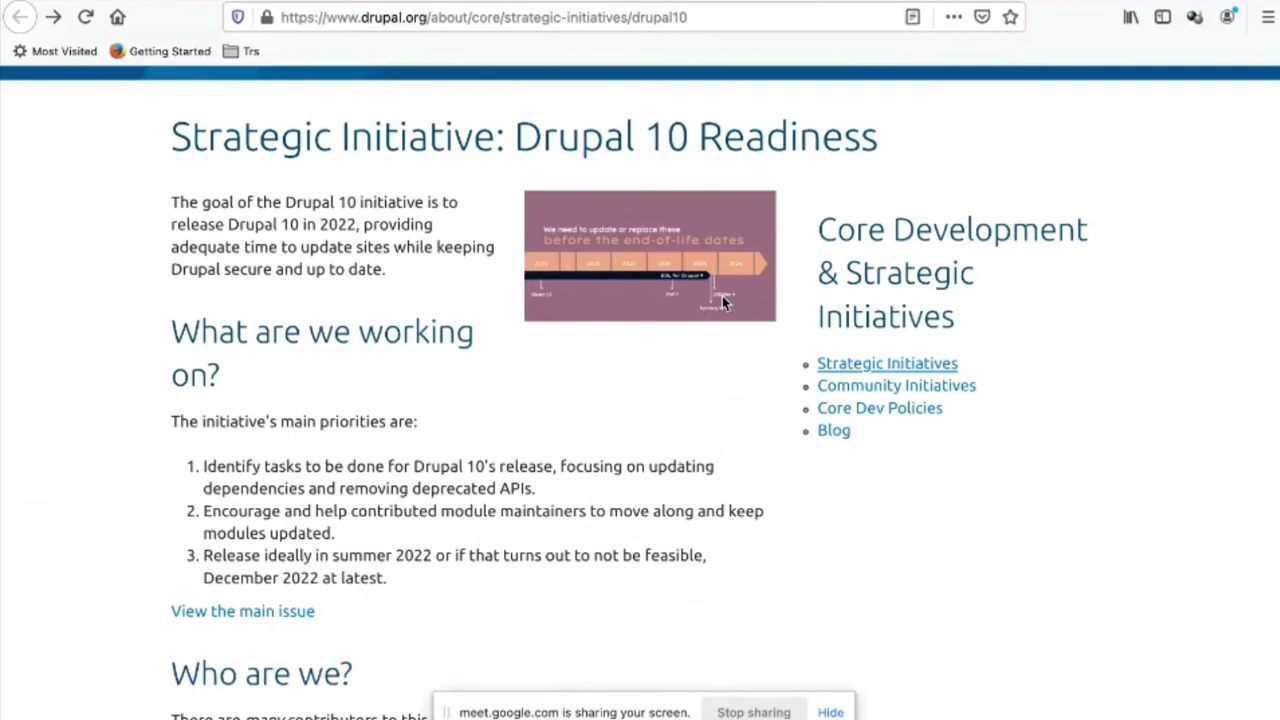 https://www.drupal.org/about/core/strategic-initiatives/drupal10
Most Visited Getting Started Trs
Strategic Initiative: Drupal 10 Readiness
The goal of the Drupal 10 initiative is to
release Drupal 10 in 2022, providing
adequate time to update sites while keeping
Drupal secure and up to date.
We need to update or replace these
before the end-of-life dates
Core Development
& Strategic
Initiatives
Strategic Initiatives
Community Initiatives
Core Dev Policies
Blog
What are we working
on?
The initiative's main priorities are:
1. Identify tasks to be done for Drupal 10's release, focusing on updating
dependencies and removing deprecated APIs.
2. Encourage and help contributed module maintainers to move along and keep
modules updated.
3. Release ideally in summer 2022 or if that turns out to not be feasible,
December 2022 at latest.
View the main issue
Who are we?
There are many contributors to this
meet.google.com is sharing your screen. Stop sharing Hide